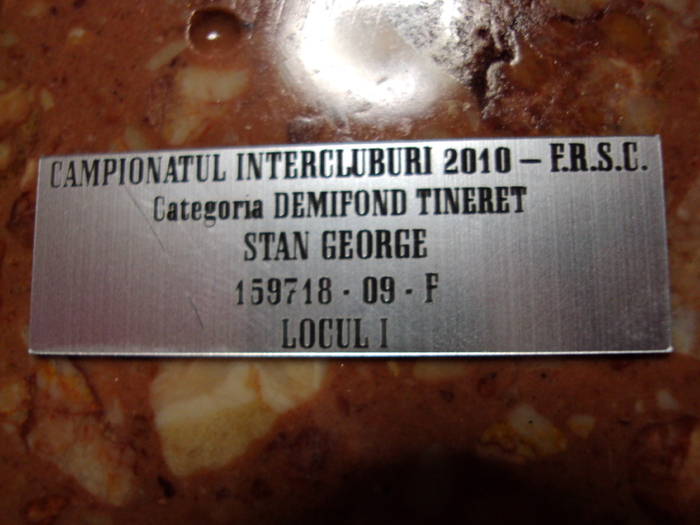 CAMPIONATUL INTERCLUBURI 2010 – F.R.S.C.
Categoria DEMIFOND TINERET
STAN GEORGE
159718 - 09 - F
LOCUL I